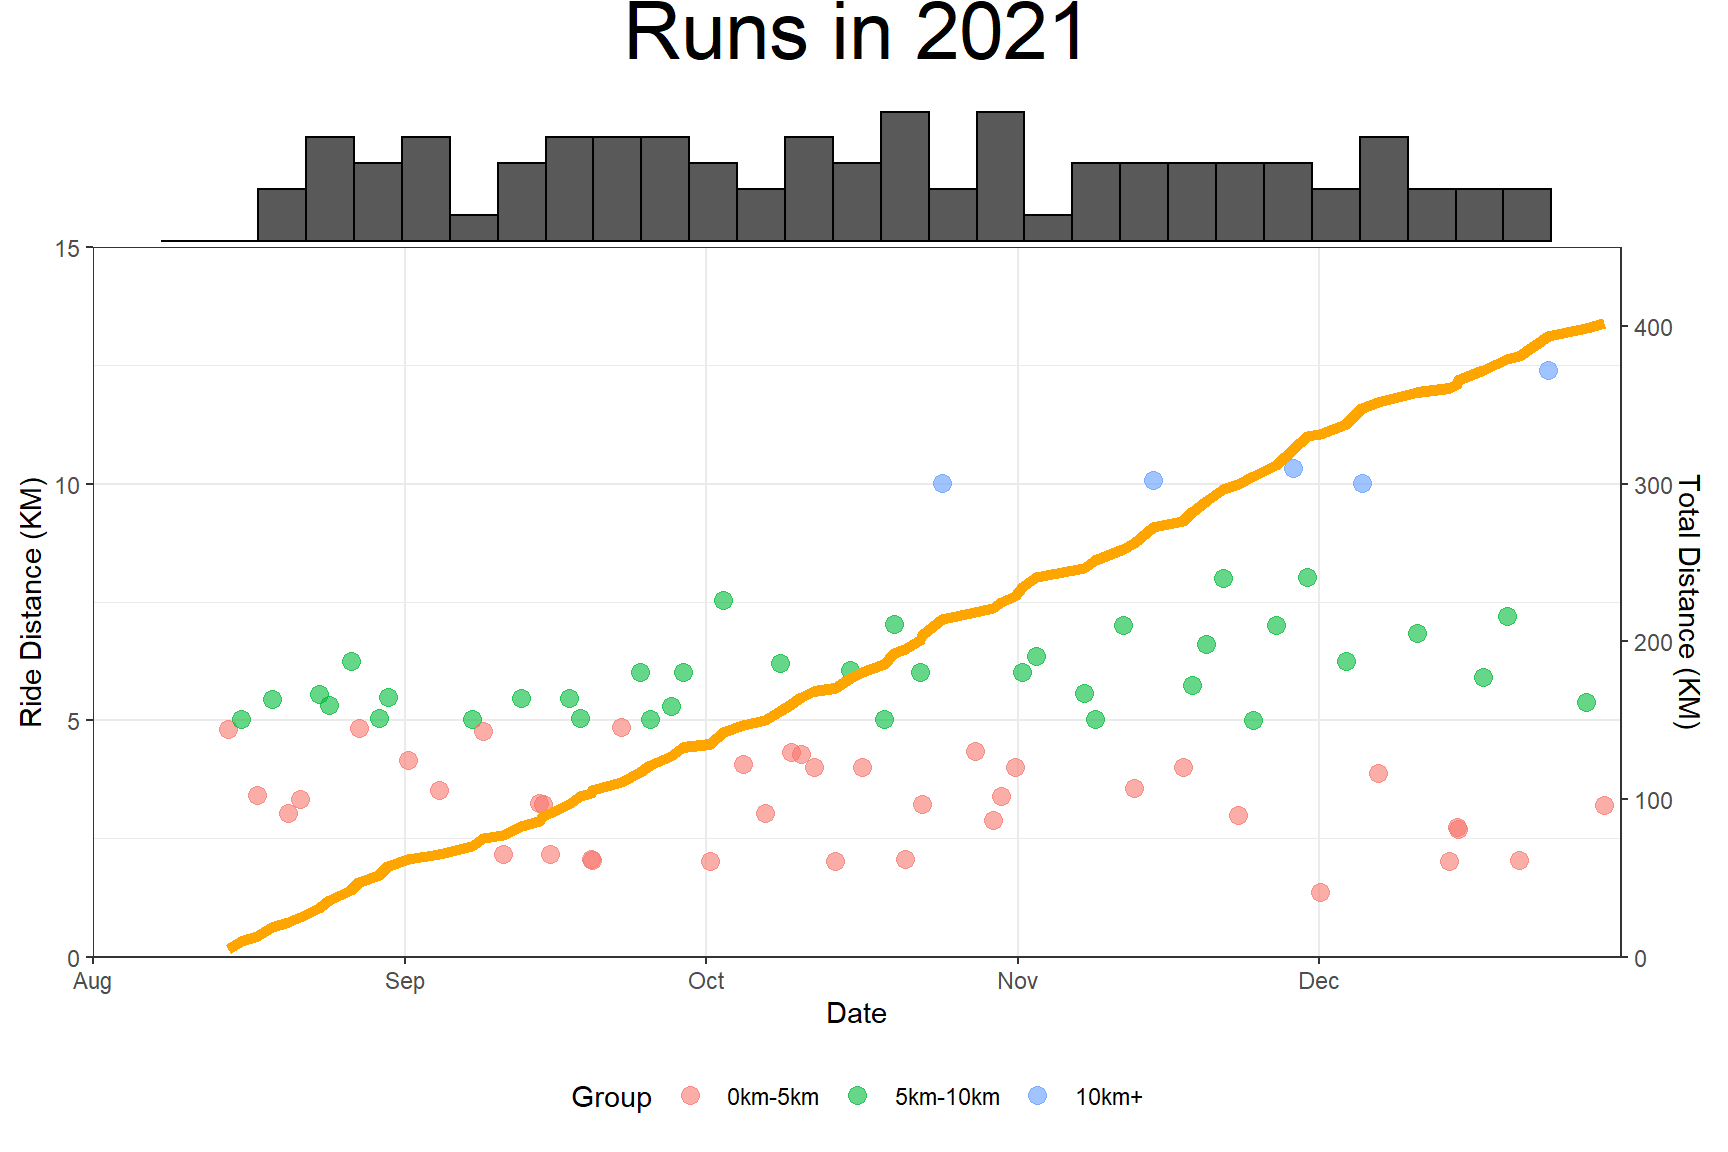 Runs in 2021
15
10
5
0
Ride Distance (KM)
400
300
200
100
0
Total Distance (KM)
Aug Sep Oct Nov Dec
Date
Group 0km-5km 5km-10km 10km+